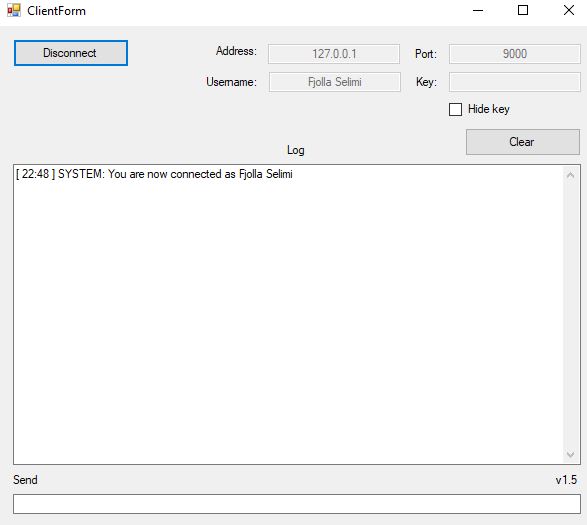 ClientForm
Disconnect
Address: 127.0.0.1 Port: 9000
Username: Fjolla Selimi Key:
Hide key
Clear
Log
[ 22:48 ] SYSTEM: You are now connected as Fjolla Selimi
Send v1.5